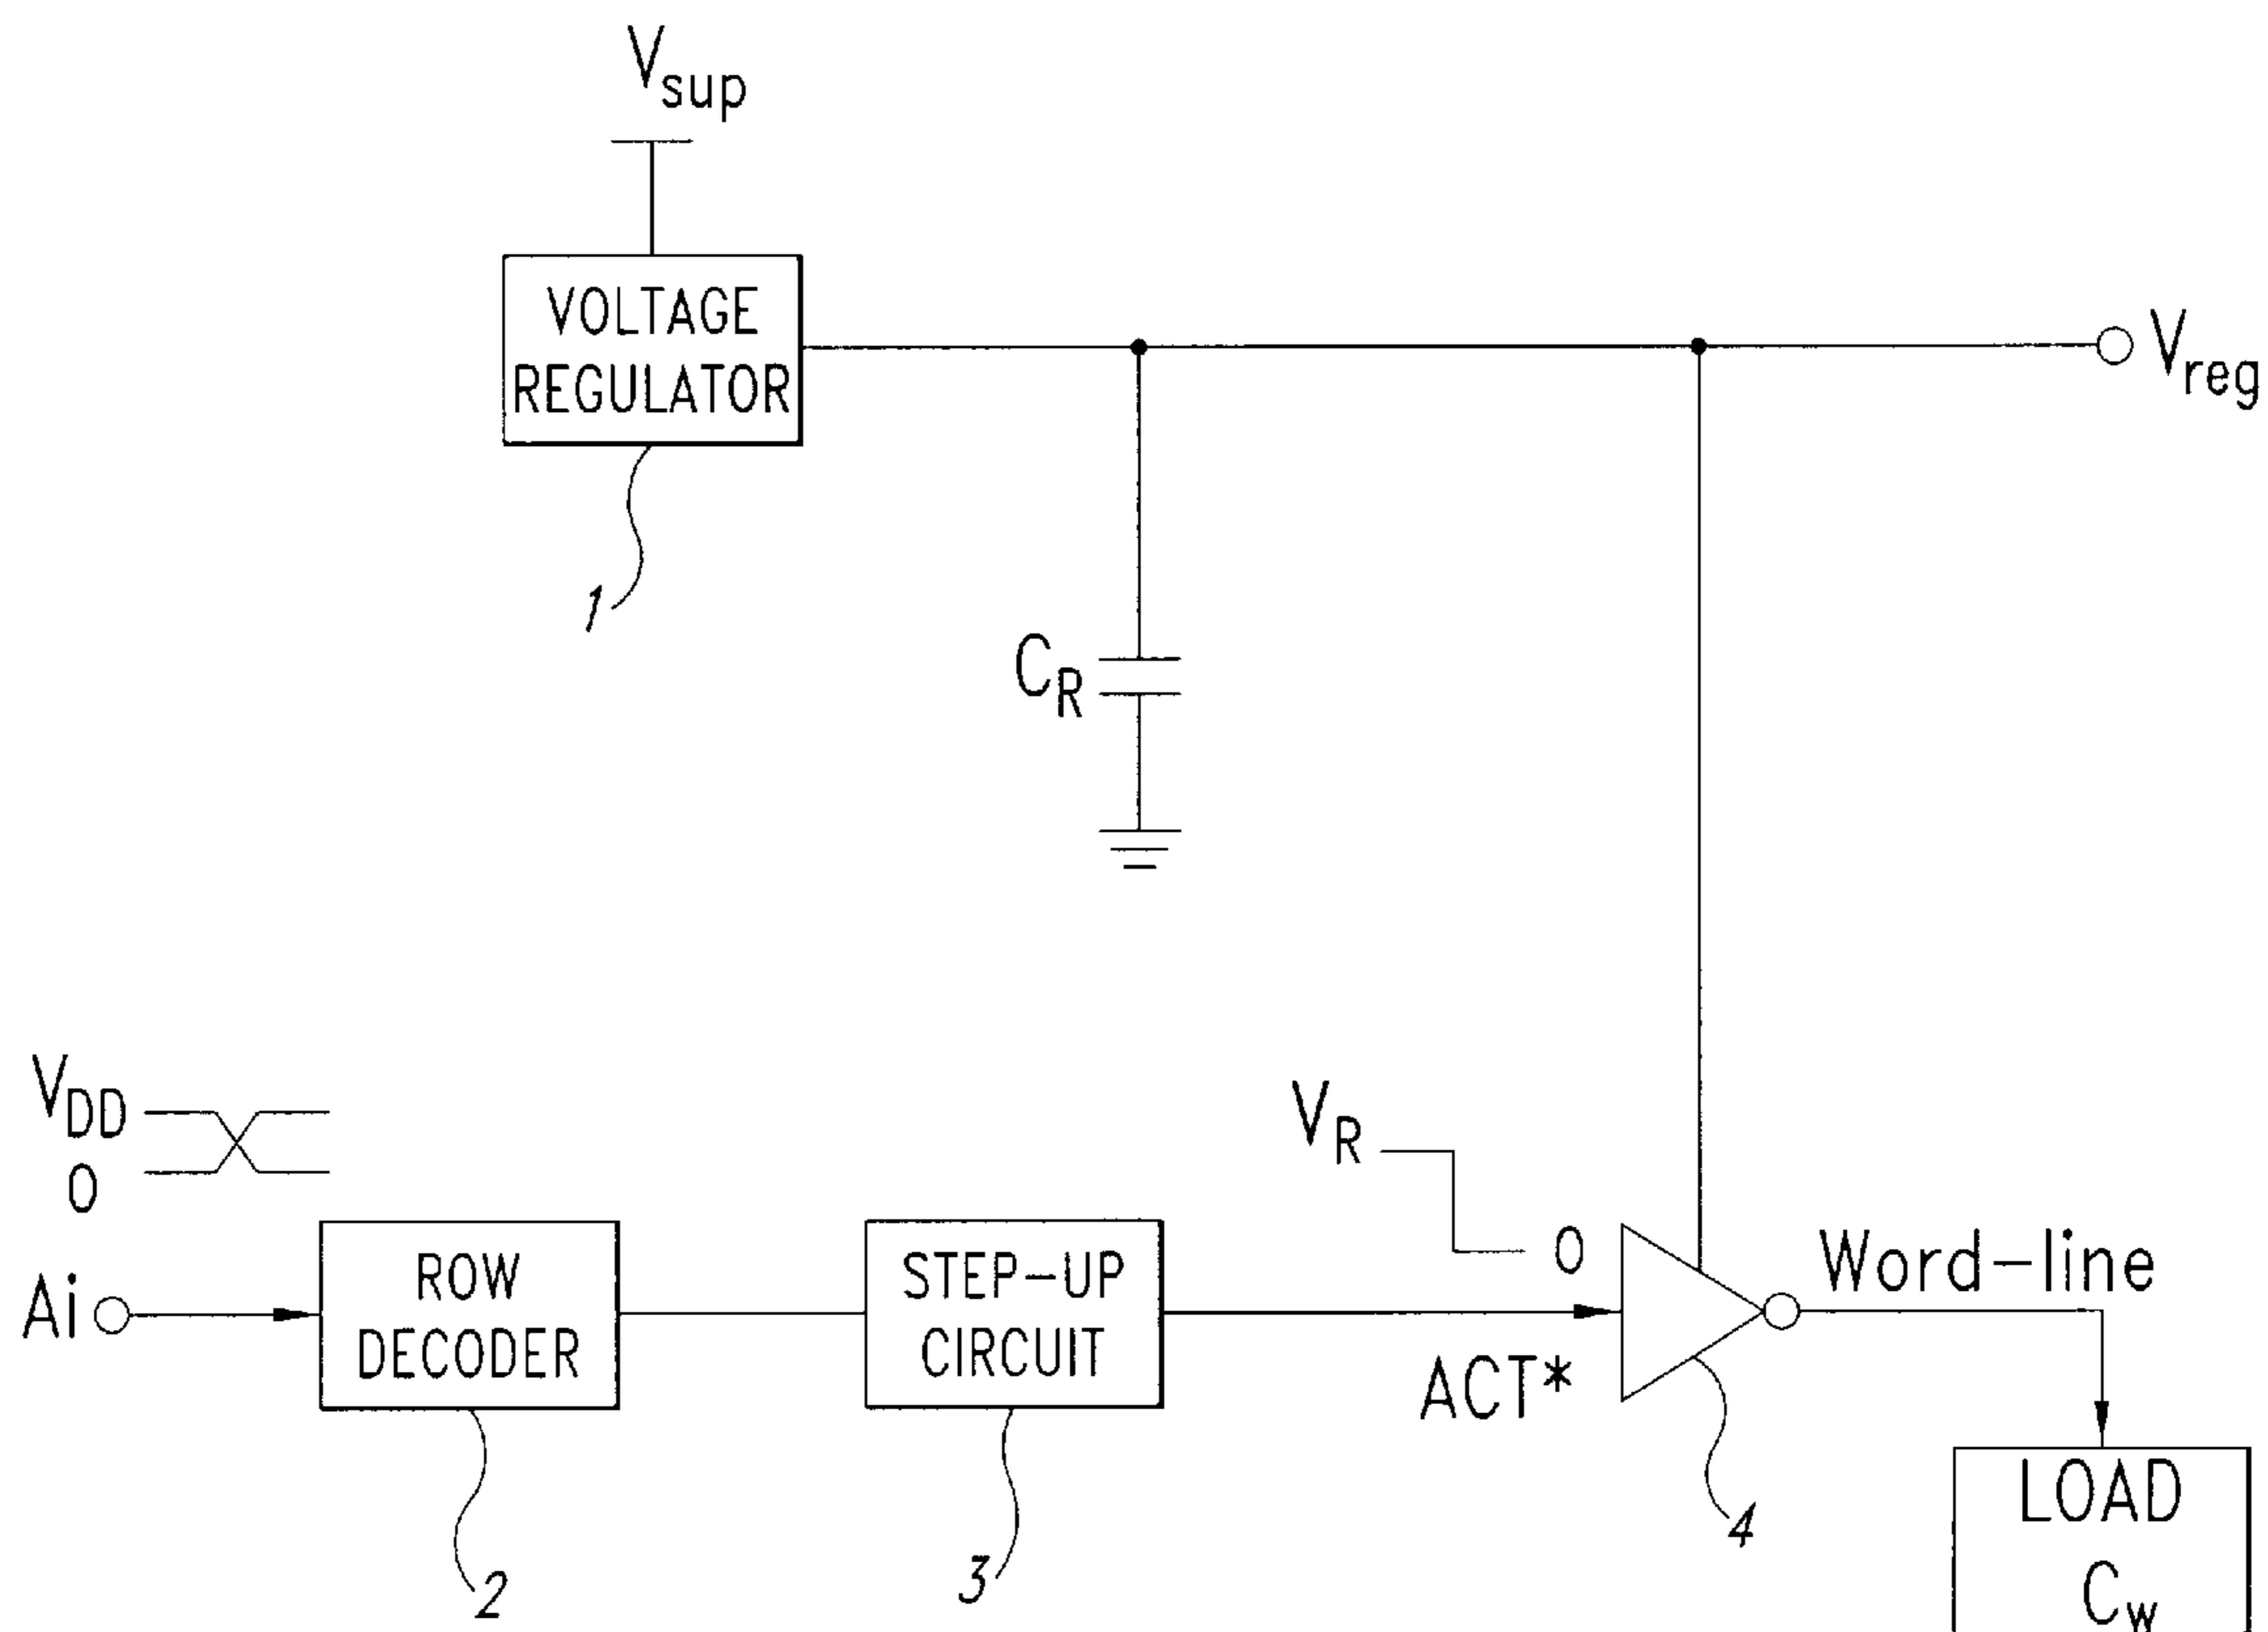 Vsup
VOLTAGE
REGULATOR
Vreg
1
CR
VDD
0
Ai
ROW
DECODER
2
STEP-UP
CIRCUIT
3
VR
0
ACT*
4
Word-line
LOAD
Cw